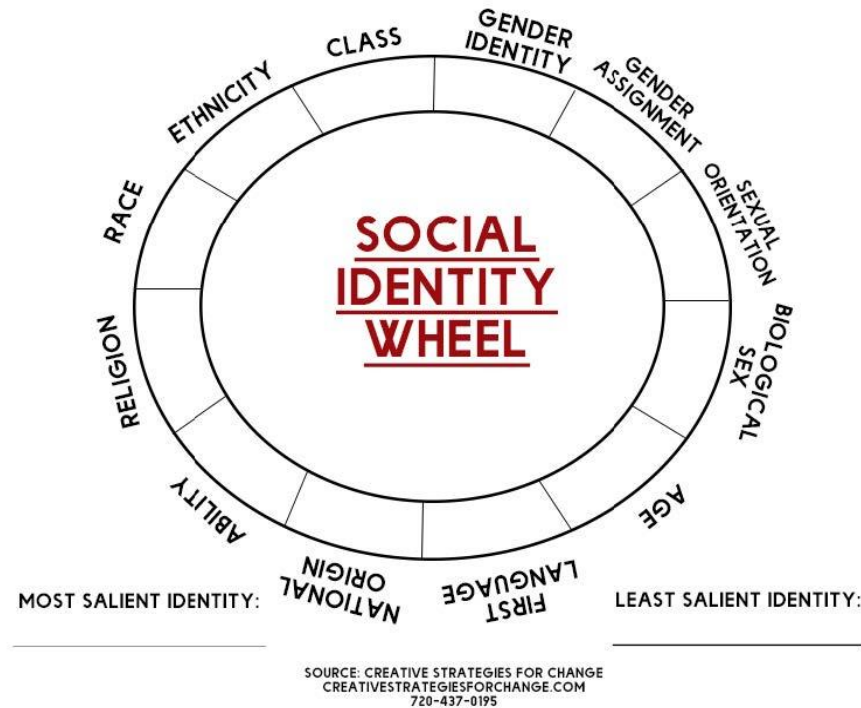 CLASS
GENDER
IDENTITY
GENDER
ASSIGNMENT
SEXUAL
ORIENTATION
BIOLOGICAL
SEX
AGE
FIRST
LANGUAGE
NATIONAL
ORIGIN
ABILITY
RELIGION
RACE
ETHNICITY
SOCIAL
IDENTITY
WHEEL
MOST SALIENT IDENTITY:
LEAST SALIENT IDENTITY:
SOURCE: CREATIVE STRATEGIES FOR CHANGE
CREATIVESTRATEGIESFORCHANGE.COM
720-437-0195